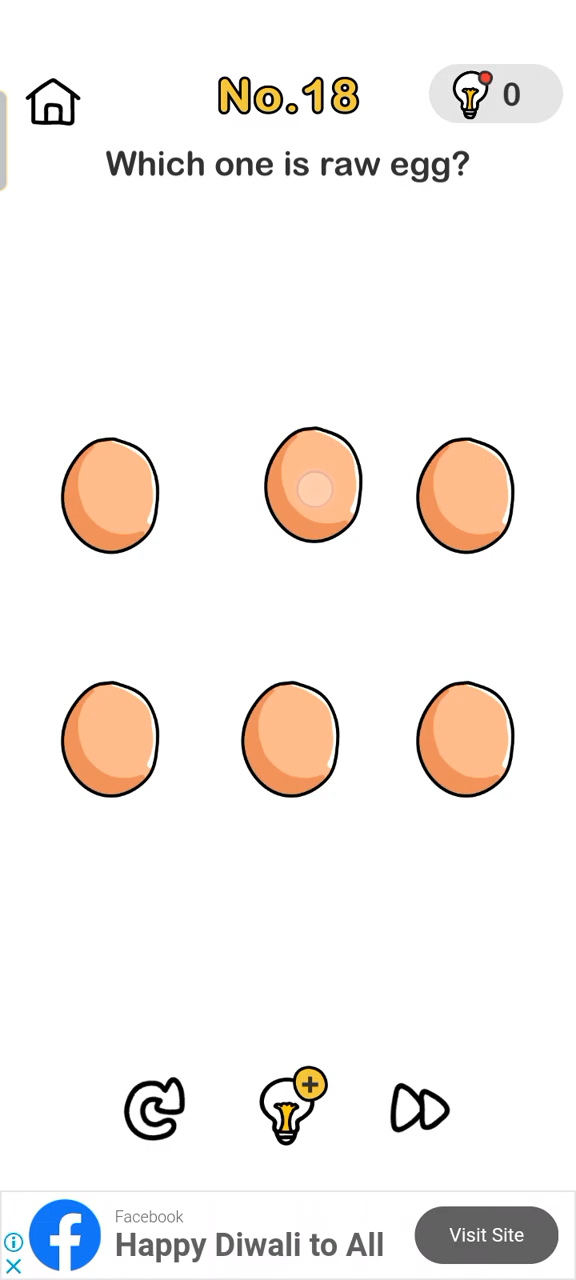 No.18
0
Which one is raw egg?
Facebook
Happy Diwali to All
Visit Site